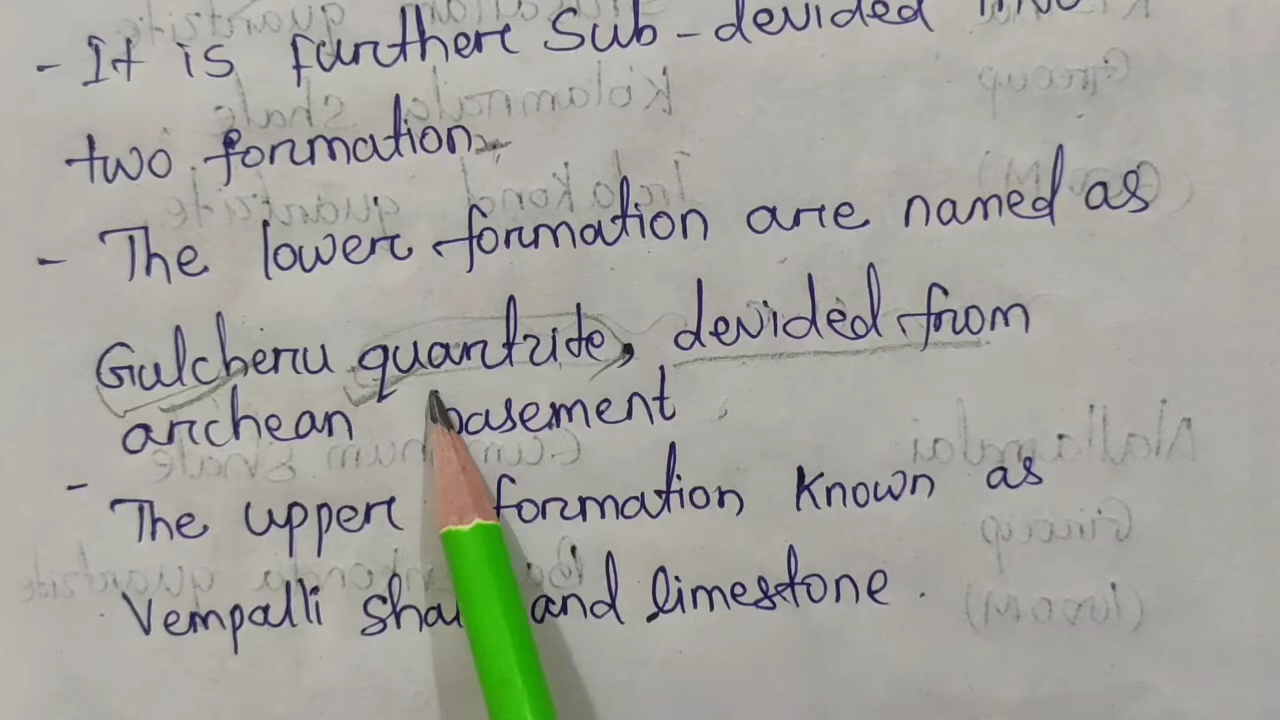 - It is further Sub-devided into
two formation
- The lower formation are named as
Gulcheru quartzite, devided from
archean basement
- The upper formation known as
Vempalli and limestone.